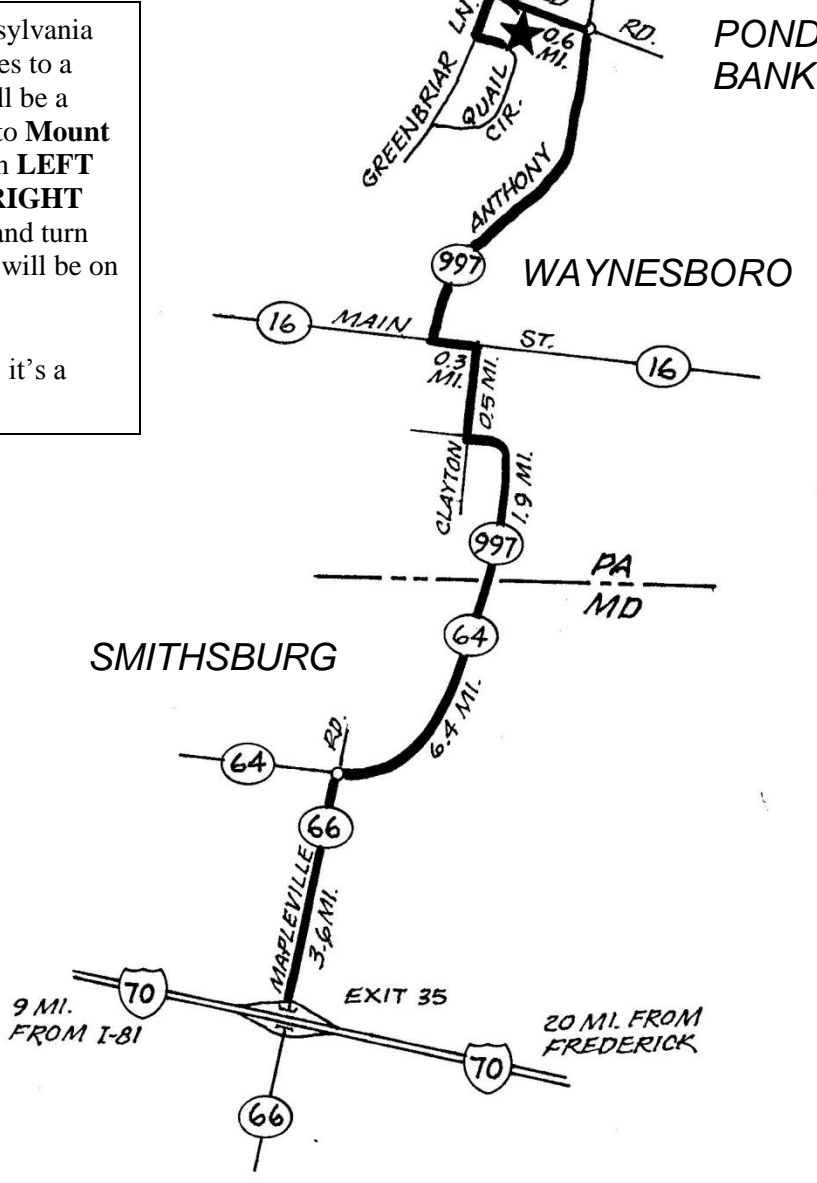 sylvania
es to a
ll be a
to Mount
n LEFT
RIGHT
and turn
will be on
it's a
LN.
RD.
0.6
MI.
POND
BANK
GREENBRIAR
QUAIL
CIR.
ANTHONY
997
WAYNESBORO
16
MAIN
ST.
16
0.3
MI.
0.5 MI.
CLAYTON
1.9 MI.
997
PA
MD
64
SMITHSBURG
6.4 MI.
RD.
64
66
MAPLEVILLE
3.6 MI.
70
EXIT 35
9 MI.
FROM I-81
20 MI. FROM
FREDERICK
70
66